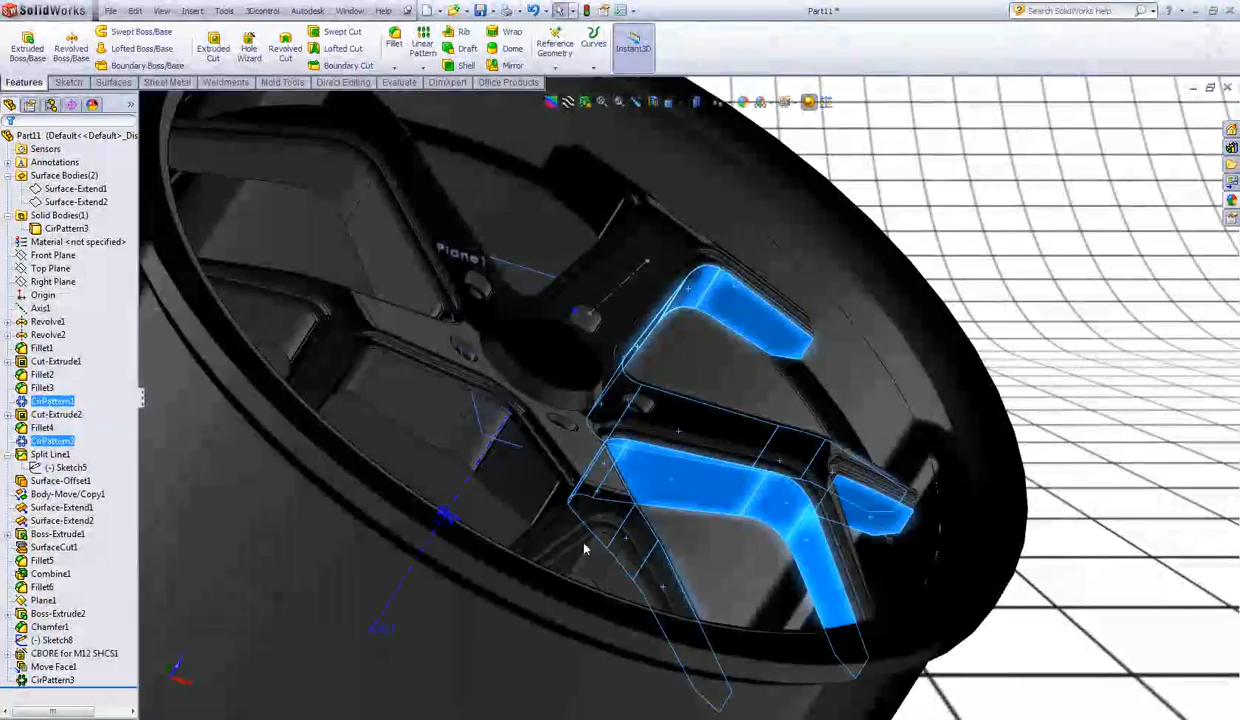 SolidWorks File Edit View Insert Tools 3Dcontrol Autodesk Window Help Part11 * Search SolidWorks Help
Extruded Boss/Base
Revolved Boss/Base
Swept Boss/Base
Lofted Boss/Base
Boundary Boss/Base
Extruded Cut
Hole Wizard
Revolved Cut
Swept Cut
Lofted Cut
Boundary Cut
Fillet
Linear Pattern
Rib
Draft
Shell
Wrap
Dome
Mirror
Reference Geometry
Curves
Instant3D
Features Sketch Surfaces Sheet Metal Weldments Mold Tools Direct Editing Evaluate DimXpert Office Products
Part11 (Default<<Default>_Dis
Sensors
Annotations
Surface Bodies(2)
Surface-Extend1
Surface-Extend2
Solid Bodies(1)
CirPattern3
Material <not specified>
Front Plane
Top Plane
Right Plane
Origin
Axis1
Revolve1
Revolve2
Fillet1
Cut-Extrude1
Fillet2
Fillet3
CirPattern1
Cut-Extrude2
Fillet4
CirPattern2
Split Line1
(-) Sketch5
Surface-Offset1
Body-Move/Copy1
Surface-Extend1
Surface-Extend2
Boss-Extrude1
SurfaceCut1
Fillet5
Combine1
Fillet6
Plane1
Boss-Extrude2
Chamfer1
(-) Sketch8
CBORE for M12 SHCS1
Move Face1
CirPattern3
Plane1